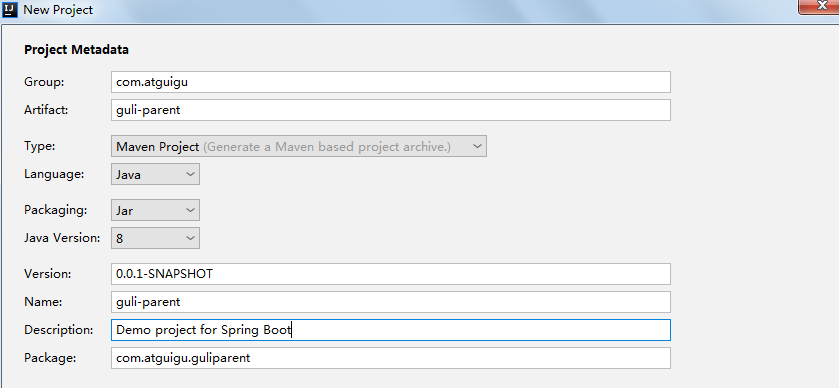 IJ New Project
Project Metadata
Group: com.atguigu
Artifact: guli-parent
Type: Maven Project (Generate a Maven based project archive.)
Language: Java
Packaging: Jar
Java Version: 8
Version: 0.0.1-SNAPSHOT
Name: guli-parent
Description: Demo project for Spring Boot
Package: com.atguigu.guliparent